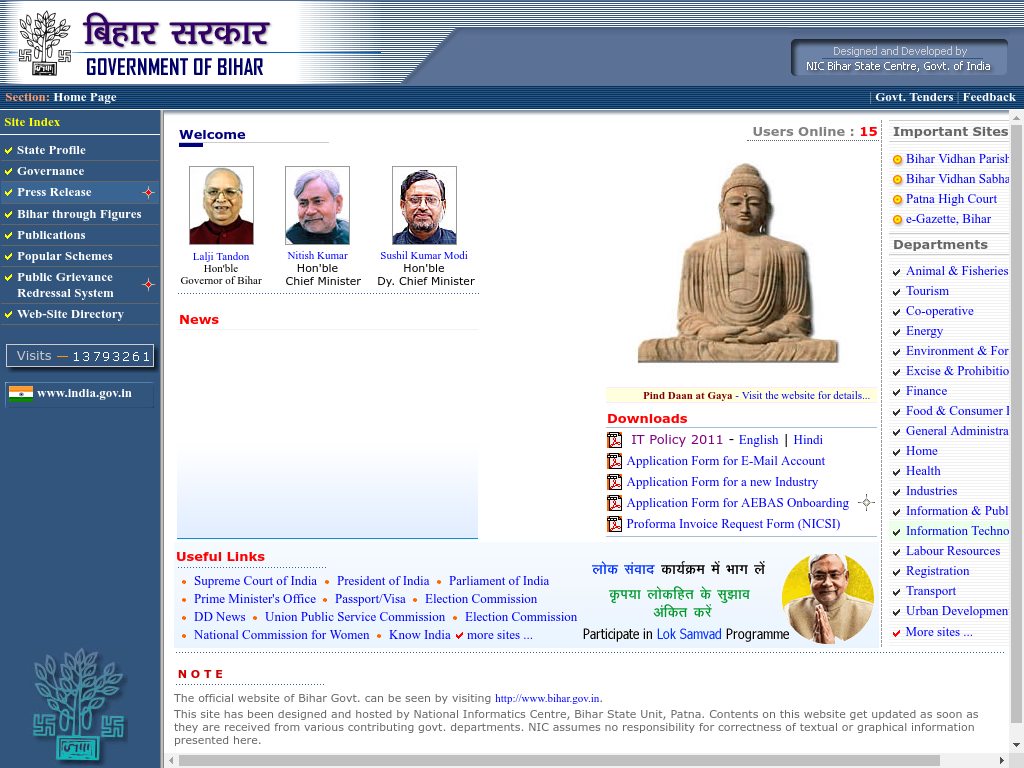 बिहार सरकार
GOVERNMENT OF BIHAR
Designed and Developed by
NIC Bihar State Centre, Govt. of India
Section: Home Page
| Govt. Tenders | Feedback
Site Index
State Profile
Governance
Press Release
Bihar through Figures
Publications
Popular Schemes
Public Grievance
Redressal System
Web-Site Directory
Visits — 13793261
www.india.gov.in
Welcome
Users Online : 15
Lalji Tandon
Hon'ble
Governor of Bihar
Nitish Kumar
Hon'ble
Chief Minister
Sushil Kumar Modi
Hon'ble
Dy. Chief Minister
News
Pind Daan at Gaya - Visit the website for details...
Downloads
IT Policy 2011 - English | Hindi
Application Form for E-Mail Account
Application Form for a new Industry
Application Form for AEBAS Onboarding
Proforma Invoice Request Form (NICSI)
Important Sites
Bihar Vidhan Parish
Bihar Vidhan Sabha
Patna High Court
e-Gazette, Bihar
Departments
Animal & Fisheries
Tourism
Co-operative
Energy
Environment & For
Excise & Prohibitio
Finance
Food & Consumer
General Administra
Home
Health
Industries
Information & Publ
Information Techno
Labour Resources
Registration
Transport
Urban Developmen
More sites ...
Useful Links
Supreme Court of India • President of India • Parliament of India
Prime Minister's Office • Passport/Visa • Election Commission
DD News • Union Public Service Commission • Election Commission
National Commission for Women • Know India more sites ...
लोक संवाद कार्यक्रम में भाग लें
कृपया लोकहित के सुझाव
अंकित करें
Participate in Lok Samvad Programme
NOTE
The official website of Bihar Govt. can be seen by visiting http://www.bihar.gov.in.
This site has been designed and hosted by National Informatics Centre, Bihar State Unit, Patna. Contents on this website get updated as soon as
they are received from various contributing govt. departments. NIC assumes no responsibility for correctness of textual or graphical information
presented here.